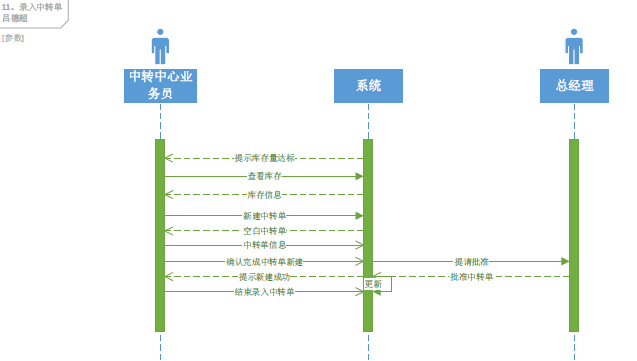 11、录入中转单
吕德超
[参数]
中转中心业
务员
系统
总经理
提示库存量达标
查看库存
库存信息
新建中转单
空白中转单
中转单信息
确认完成中转单新建
提请批准
提示新建成功
批准中转单
更新
结束录入中转单